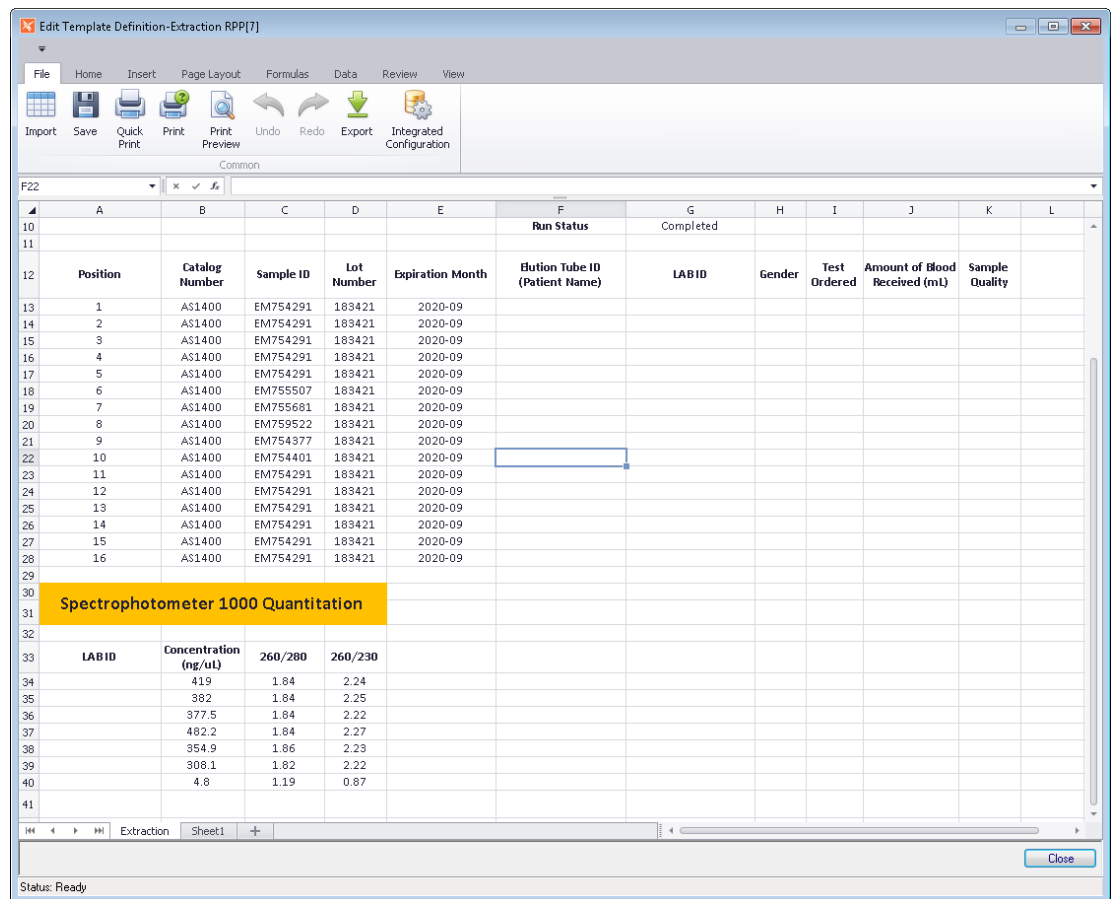 Edit Template Definition-Extraction RPP[7]
File Home Insert Page Layout Formulas Data Review View
Import Save Quick Print Print Print Preview Undo Redo Export Integrated Configuration
Common
F22
A B C D E F G H I J K L
10 Run Status Completed
11
12 Position Catalog Number Sample ID Lot Number Expiration Month Elution Tube ID (Patient Name) LAB ID Gender Test Ordered Amount of Blood Received (mL) Sample Quality
13 1 AS1400 EM754291 183421 2020-09
14 2 AS1400 EM754291 183421 2020-09
15 3 AS1400 EM754291 183421 2020-09
16 4 AS1400 EM754291 183421 2020-09
17 5 AS1400 EM754291 183421 2020-09
18 6 AS1400 EM755507 183421 2020-09
19 7 AS1400 EM755681 183421 2020-09
20 8 AS1400 EM759522 183421 2020-09
21 9 AS1400 EM754377 183421 2020-09
22 10 AS1400 EM754401 183421 2020-09
23 11 AS1400 EM754291 183421 2020-09
24 12 AS1400 EM754291 183421 2020-09
25 13 AS1400 EM754291 183421 2020-09
26 14 AS1400 EM754291 183421 2020-09
27 15 AS1400 EM754291 183421 2020-09
28 16 AS1400 EM754291 183421 2020-09
29
30
31 Spectrophotometer 1000 Quantitation
32
33 LAB ID Concentration (ng/uL) 260/280 260/230
34 419 1.84 2.24
35 382 1.84 2.25
36 377.5 1.84 2.22
37 482.2 1.84 2.27
38 354.9 1.86 2.23
39 308.1 1.82 2.22
40 4.8 1.19 0.87
41
Extraction Sheet1
Close
Status: Ready